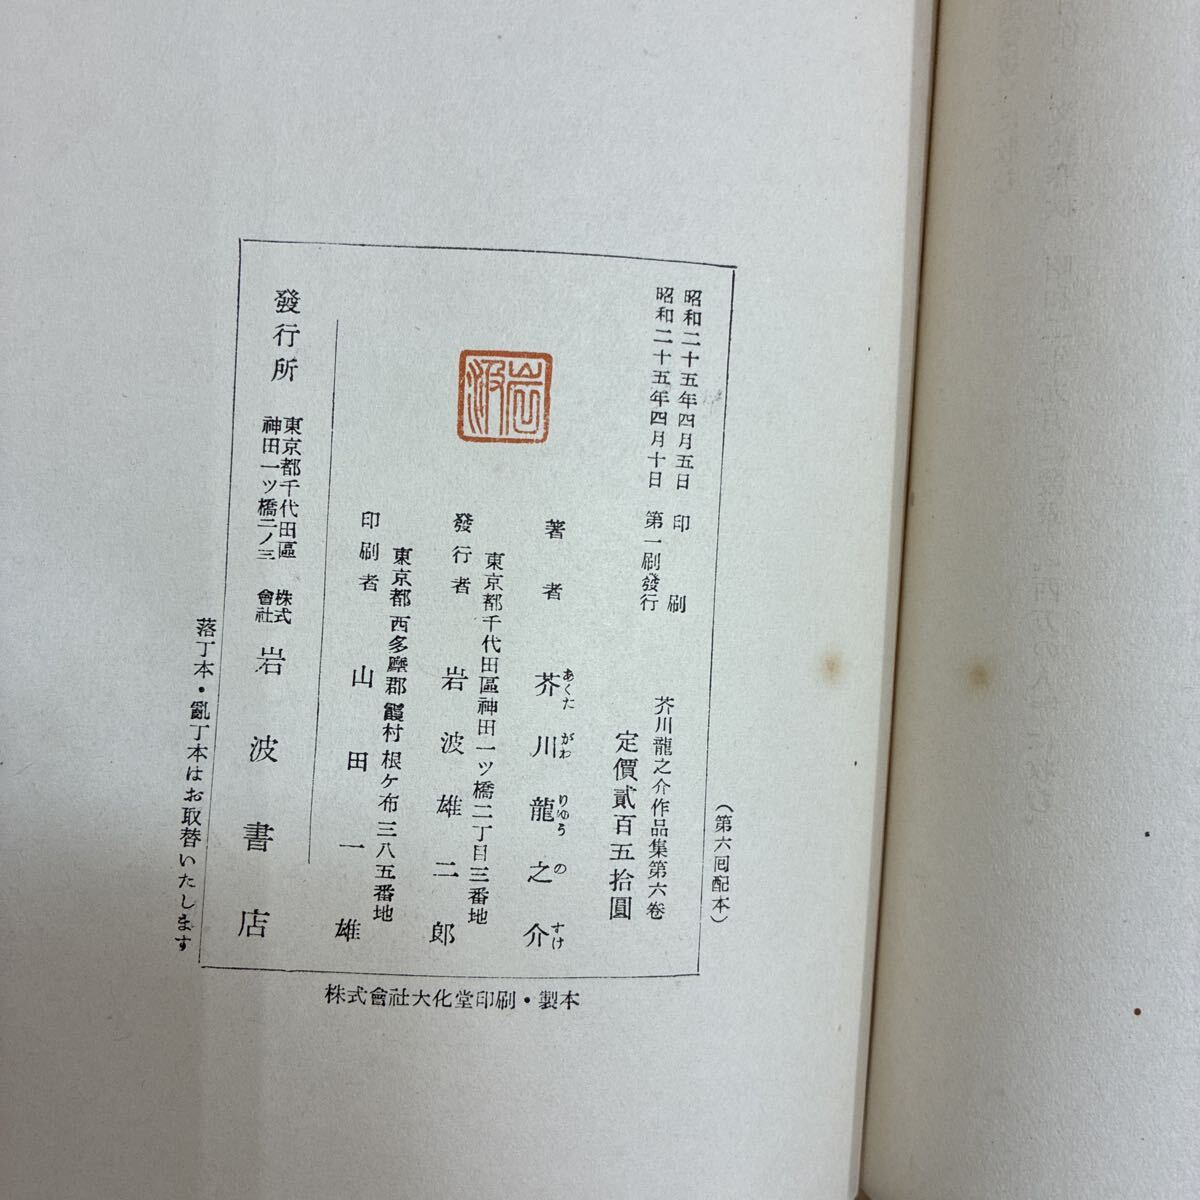 (第六回配本)
昭和二十五年四月五日 印刷
昭和二十五年四月十日 第一刷發行
芥川龍之介作品集第六卷
定價貳百五拾圓
著者 芥川龍之介
あくた がわ りゆう の すけ
東京都千代田區神田一ツ橋二丁目三番地
發行者 岩波雄二郎
東京都西多摩郡霞村根ケ布三八五番地
印刷者 山田一雄
岩波
發行所
東京都千代田區
神田一ツ橋二ノ三
株式
會社
岩波書店
落丁本・亂丁本はお取替いたします
株式會社大化堂印刷・製本